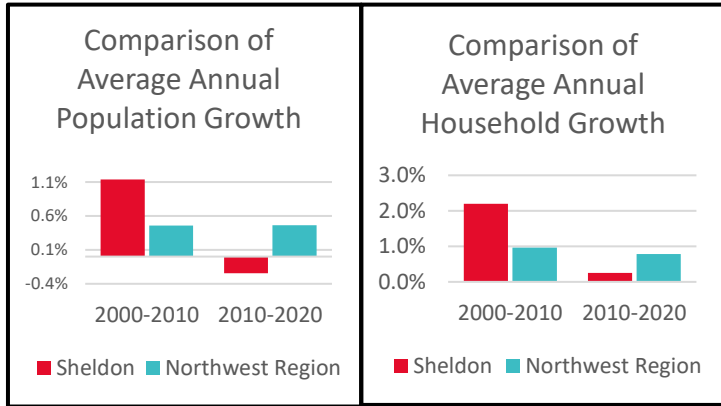 Comparison of
Average Annual
Population Growth
1.1%
0.6%
0.1%
-0.4%
2000-2010 2010-2020
Sheldon Northwest Region
Comparison of
Average Annual
Household Growth
3.0%
2.0%
1.0%
0.0%
2000-2010 2010-2020
Sheldon Northwest Region